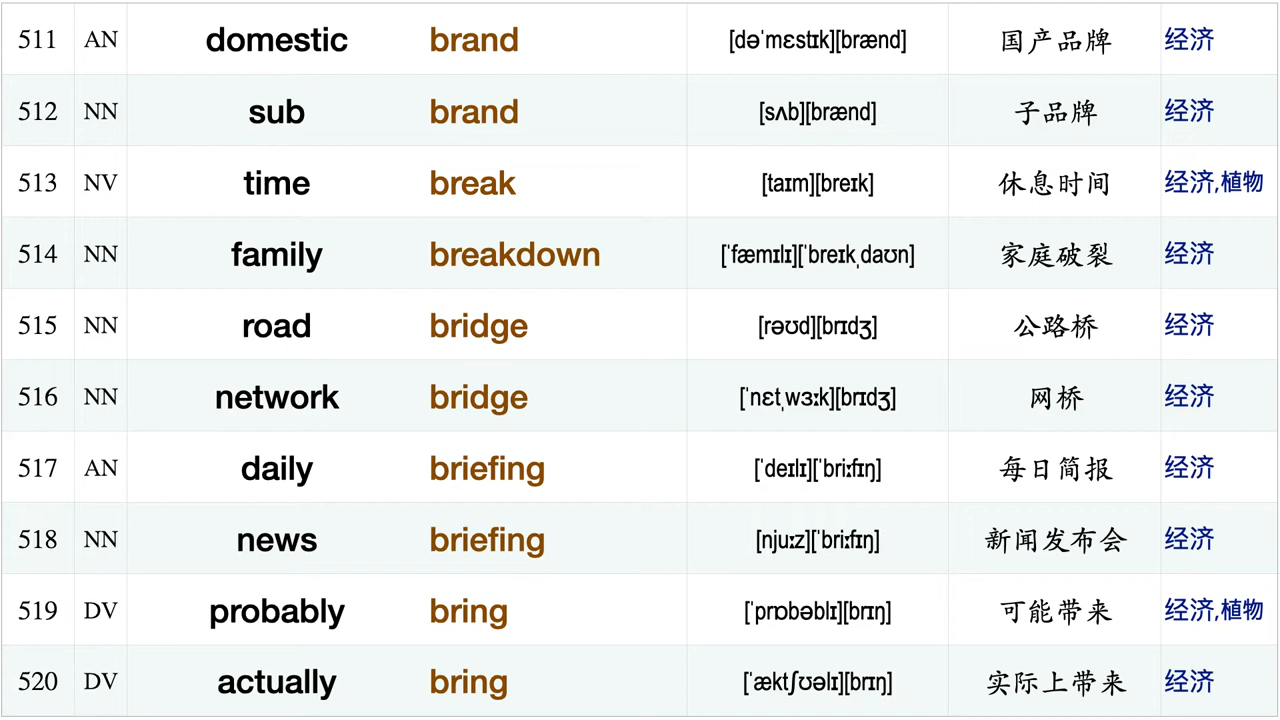 511 AN domestic brand [dəˈmɛstɪk][brænd] 国产品牌 经济
512 NN sub brand [sʌb][brænd] 子品牌 经济
513 NV time break [taɪm][breɪk] 休息时间 经济,植物
514 NN family breakdown [ˈfæmɪlɪ][ˈbreɪkˌdaʊn] 家庭破裂 经济
515 NN road bridge [rəʊd][brɪdʒ] 公路桥 经济
516 NN network bridge [ˈnɛtˌwɜːk][brɪdʒ] 网桥 经济
517 AN daily briefing [ˈdeɪlɪ][ˈbriːfɪŋ] 每日简报 经济
518 NN news briefing [njuːz][ˈbriːfɪŋ] 新闻发布会 经济
519 DV probably bring [ˈprɒbəblɪ][brɪŋ] 可能带来 经济,植物
520 DV actually bring [ˈæktʃʊəlɪ][brɪŋ] 实际上带来 经济